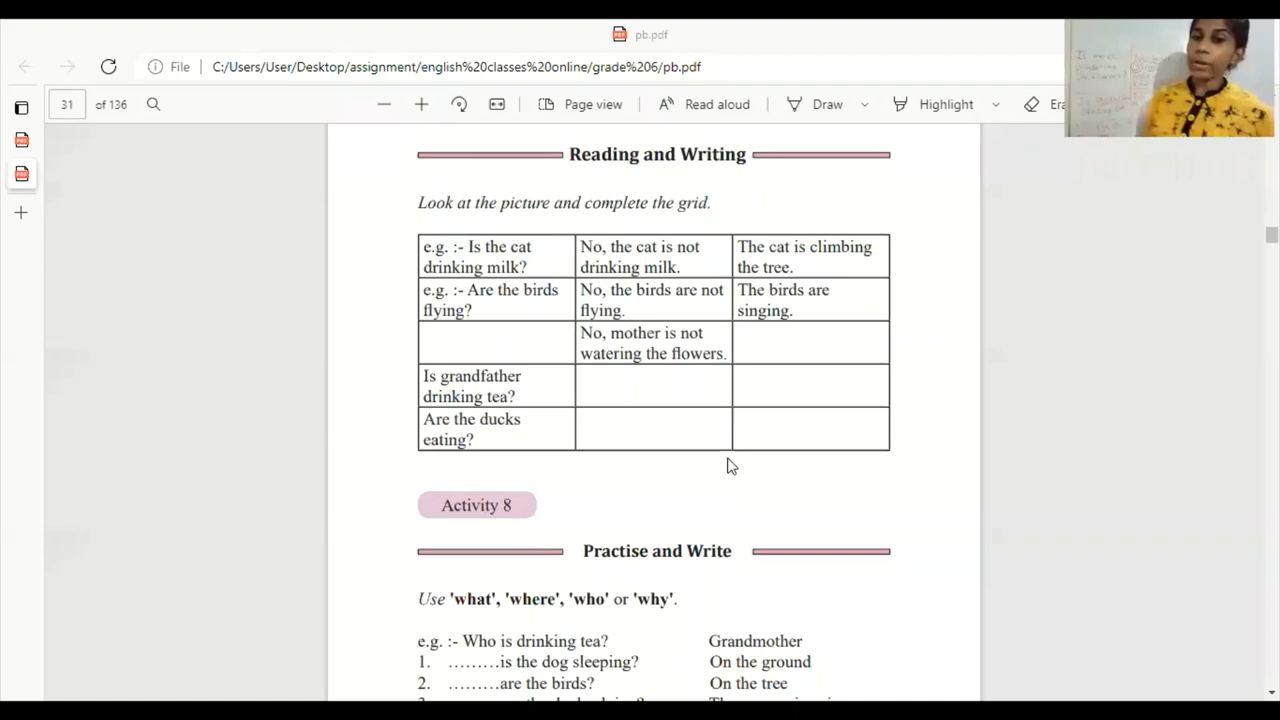 pb.pdf
File C:/Users/User/Desktop/assignment/english%20classes%20online/grade%206/pb.pdf
31 of 136 Page view Read aloud Draw Highlight
Reading and Writing
Look at the picture and complete the grid.
e.g. :- Is the cat
drinking milk?
No, the cat is not
drinking milk.
The cat is climbing
the tree.
e.g. :- Are the birds
flying?
No, the birds are not
flying.
The birds are
singing.
No, mother is not
watering the flowers.
Is grandfather
drinking tea?
Are the ducks
eating?
Activity 8
Practise and Write
Use 'what', 'where', 'who' or 'why'.
e.g. :- Who is drinking tea? Grandmother
1. .........is the dog sleeping? On the ground
2. .........are the birds? On the tree